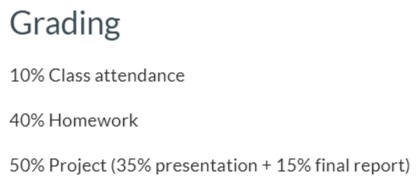 Grading
10% Class attendance
40% Homework
50% Project (35% presentation + 15% final report)